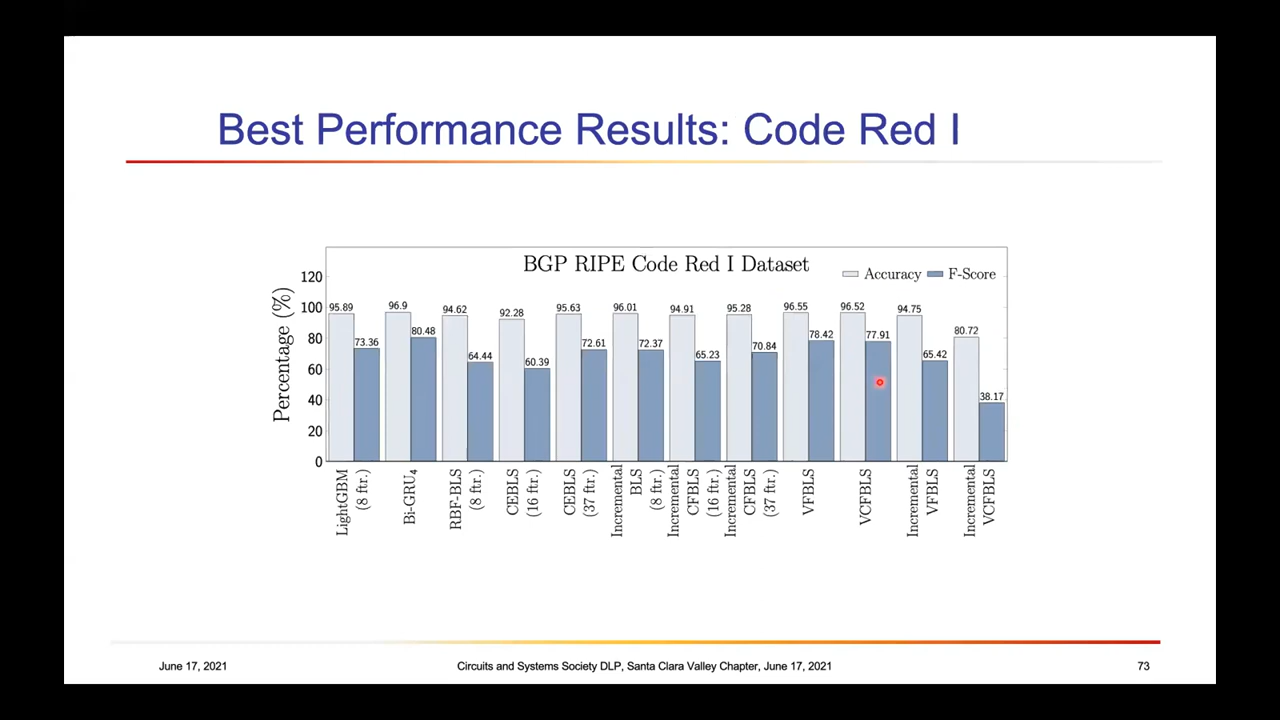 Best Performance Results: Code Red I
BGP RIPE Code Red I Dataset
Accuracy
F-Score
Percentage (%)
120
100
80
60
40
20
0
95.89
73.36
96.9
80.48
94.62
64.44
92.28
60.39
95.63
72.61
96.01
72.37
94.91
65.23
95.28
70.84
96.55
78.42
96.52
77.91
94.75
65.42
80.72
38.17
LightGBM
(8 ftr.)
Bi-GRU4
RBF-BLS
(8 ftr.)
CEBLS
(16 ftr.)
CEBLS
(37 ftr.)
Incremental
BLS
(8 ftr.)
Incremental
CFBLS
(16 ftr.)
Incremental
CFBLS
(37 ftr.)
VFBLS
VCFBLS
Incremental
VFBLS
Incremental
VCFBLS
June 17, 2021
Circuits and Systems Society DLP, Santa Clara Valley Chapter, June 17, 2021
73